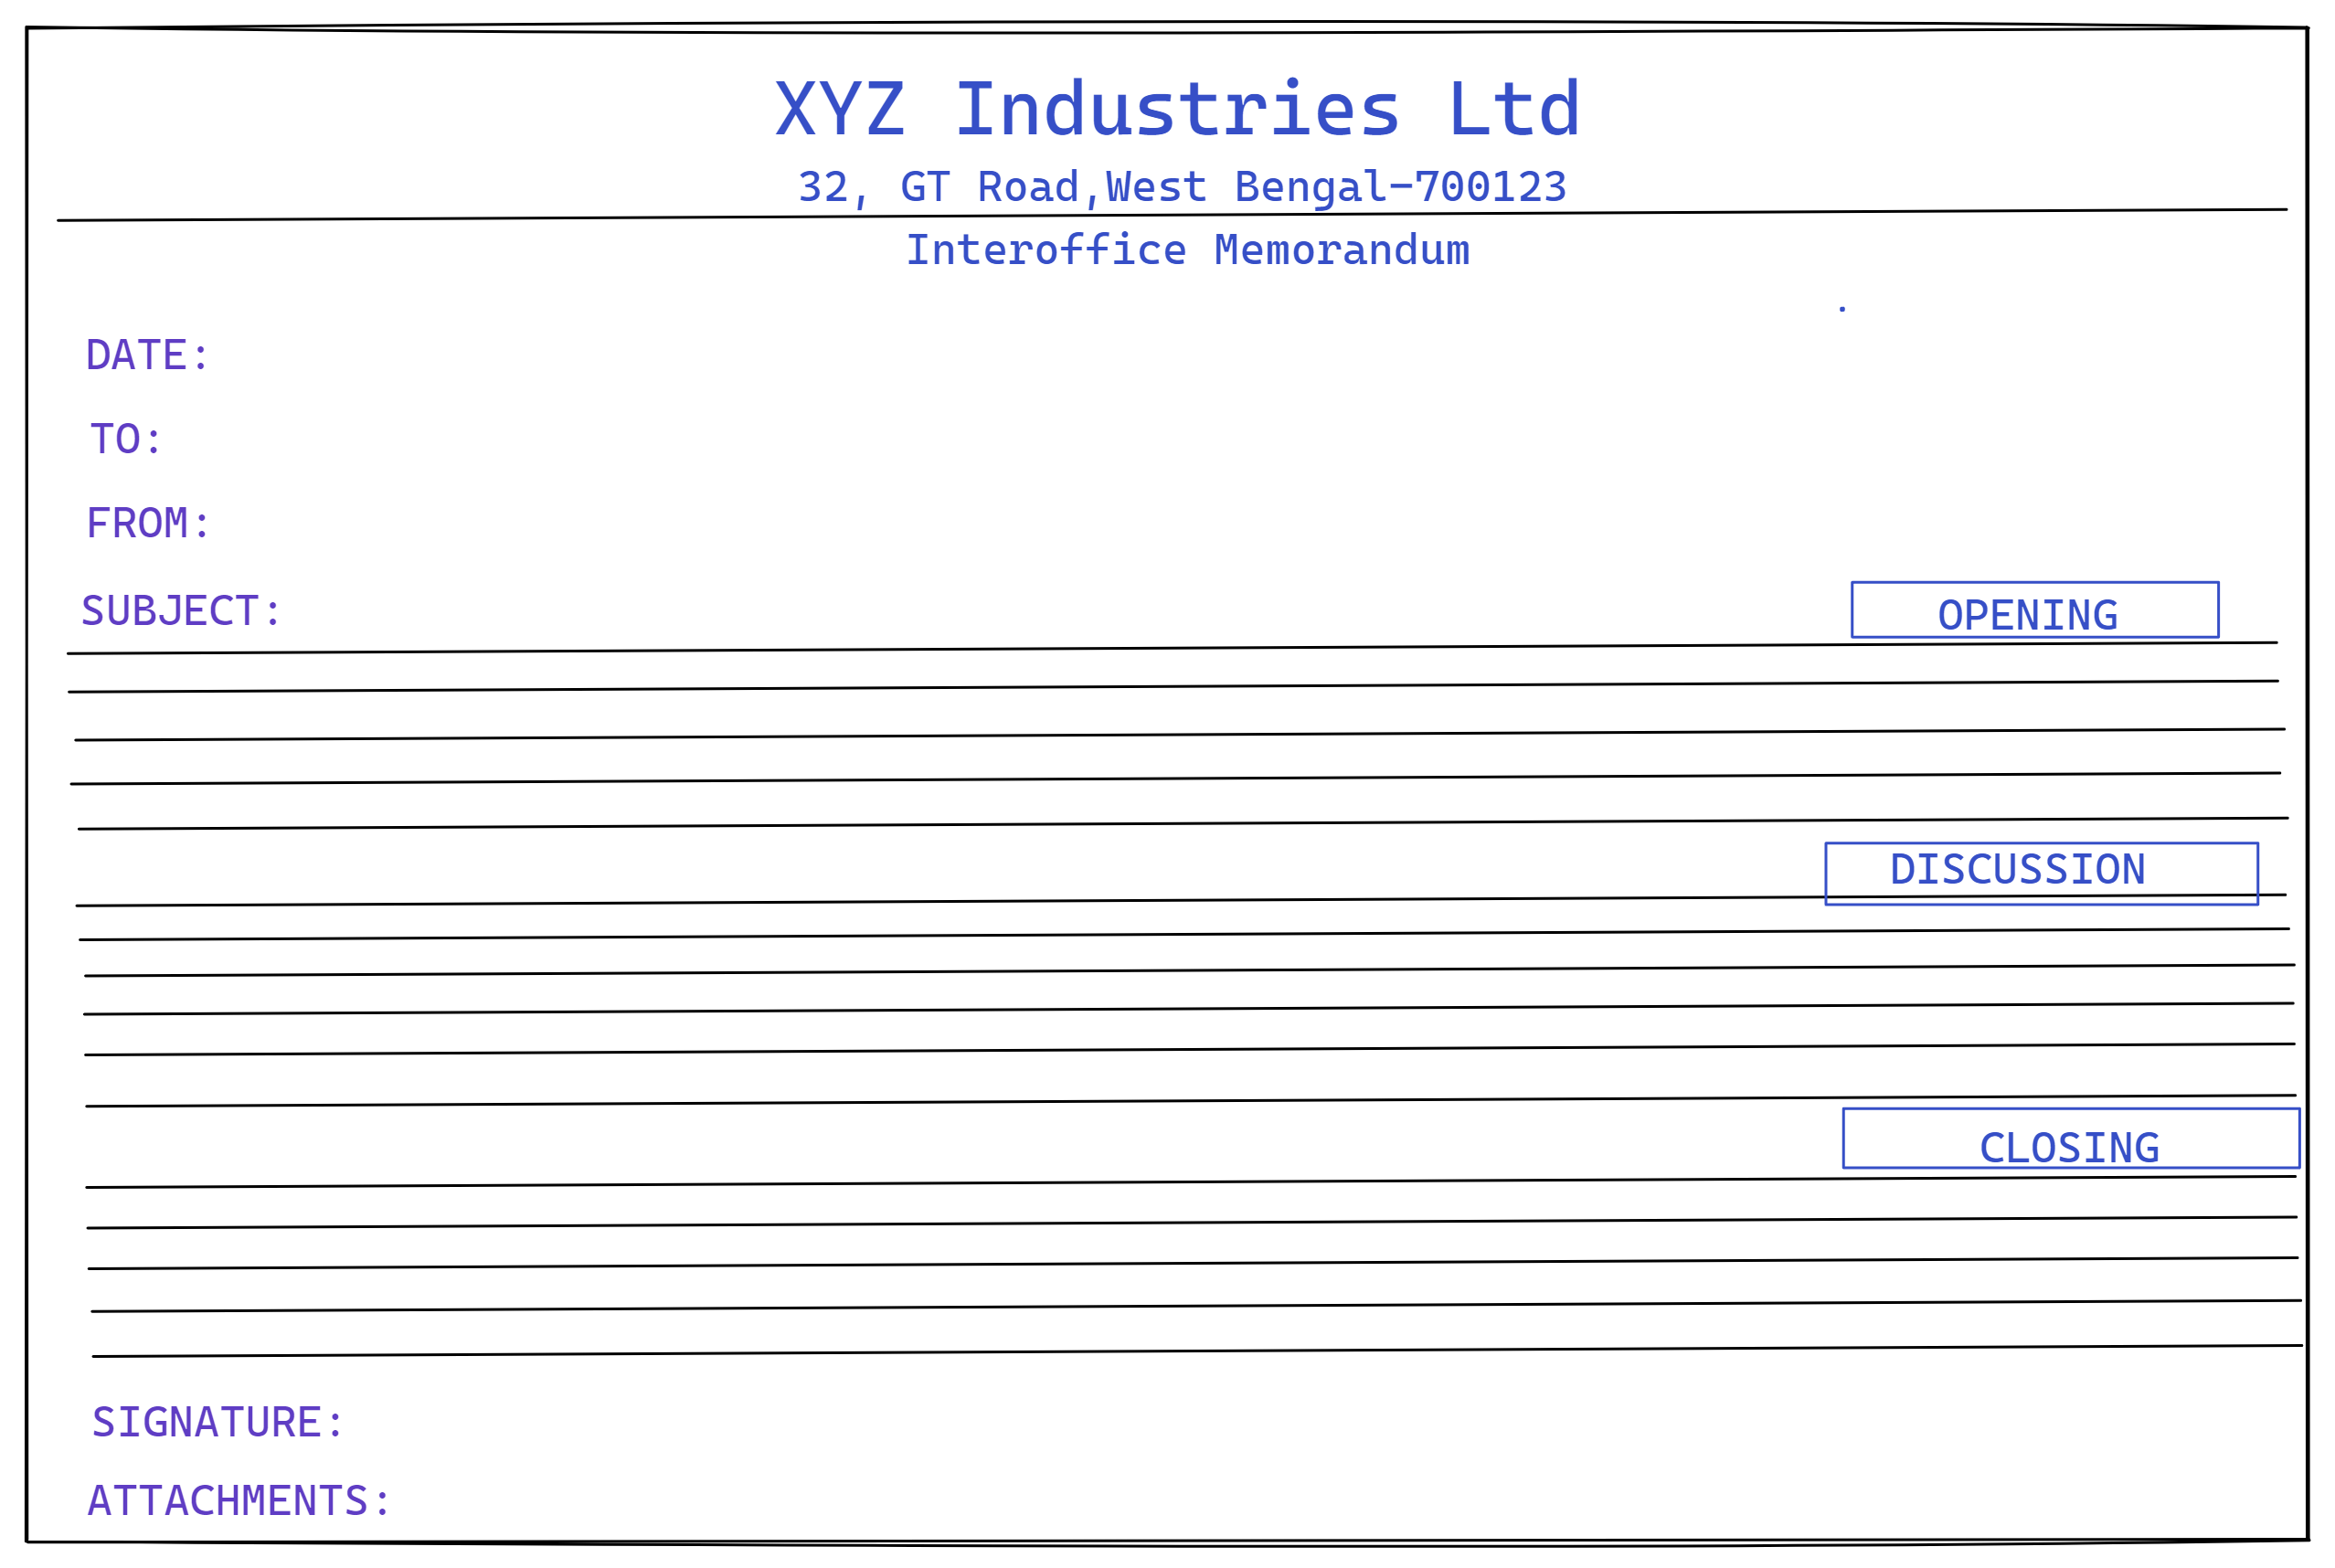 XYZ Industries Ltd
32, GT Road,West Bengal-700123
Interoffice Memorandum
DATE:
TO:
FROM:
SUBJECT:
OPENING
DISCUSSION
CLOSING
SIGNATURE:
ATTACHMENTS: